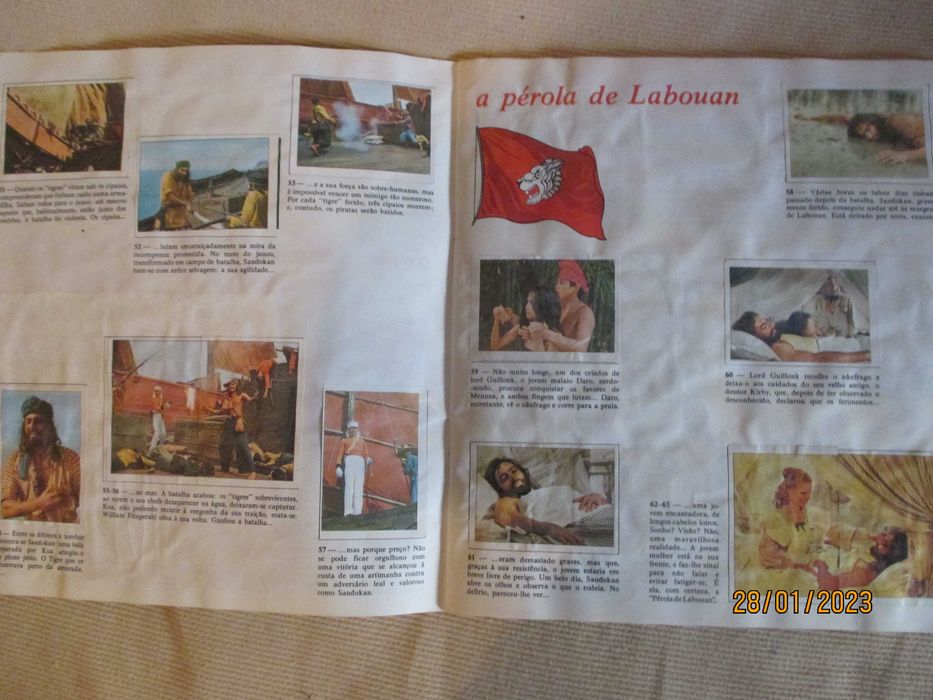 — Quando os "tigres" viram sair os cipaios,
compreenderam que tinham caído numa arma-
dilha. Saltam todos para o junco, até mesmo
aqueles que, habitualmente, estão junto dos
canhões. A batalha foi violenta. Os cipaios...
52 — ...lutam encarniçadamente na mira da
recompensa prometida. No meio do junco,
transformado em campo de batalha, Sandokan
bate-se com ardor selvagem: a sua agilidade...
53 — ...e a sua força são sobre-humanas, mas
é impossível vencer um inimigo tão numeroso.
Por cada "tigre" ferido, três cipaios morrem;
e, contudo, os piratas serão batidos.
— Entre os últimos a tombar
encontra-se Sandokan: uma bala
disparada por Koa atingiu-o
em pleno peito. O Tigre que se
encontrava perto da amurada,
55-56 — ...ao mar. A batalha acabou: os "tigres" sobreviventes,
ao verem o seu chefe desaparecer na água, deixaram-se capturar.
Koa, não podendo resistir à vergonha da sua traição, mata-se.
William Fitzgerald olha à sua volta. Ganhou a batalha...
57 — ...mas porque preço? Não
se pode ficar orgulhoso com
uma vitória que se alcançou à
custa de uma artimanha contra
um adversário leal e valoroso
como Sandokan.
a pérola de Labouan
58 — Várias horas ou talvez dias tinham
passado depois da batalha. Sandokan, grave-
mente ferido, conseguiu nadar até às margens
de Labouan. Está deitado por terra, exausto
59 — Não muito longe, um dos criados de
lord Guillonk, o jovem malaio Daro, surdo-
-mudo, procura conquistar os favores de
Mennea, e ambos fingem que lutam... Daro,
entretanto, vê o náufrago e corre para a praia.
60 — Lord Guillonk recolhe o náufrago e
deixa-o aos cuidados do seu velho amigo, o
doutor Kirby, que, depois de ter observado o
desconhecido, declarou que os ferimentos...
61 — ...eram demasiado graves, mas que,
graças à sua resistência, o jovem estaria em
breve livre de perigo. Um belo dia, Sandokan
abre os olhos e observa o que o rodeia. No
delírio, pareceu-lhe ver...
62-63 — ...uma jo-
vem encantadora, de
longos cabelos loiros.
Sonho? Visão? Não,
uma maravilhosa
realidade... A jovem
mulher está na sua
frente, e faz-lhe sinal
para não falar e
evitar fatigar-se. É
ela, com certeza, a
"Pérola de Labouan".
28/01/2023